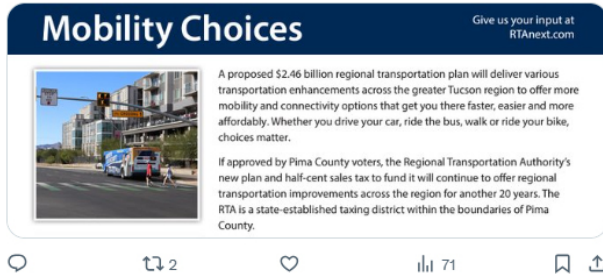 Mobility Choices
Give us your input at
RTAnext.com
A proposed $2.46 billion regional transportation plan will deliver various
transportation enhancements across the greater Tucson region to offer more
mobility and connectivity options that get you there faster, easier and more
affordably. Whether you drive your car, ride the bus, walk or ride your bike,
choices matter.
If approved by Pima County voters, the Regional Transportation Authority's
new plan and half-cent sales tax to fund it will continue to offer regional
transportation improvements across the region for another 20 years. The
RTA is a state-established taxing district within the boundaries of Pima
County.
2
71